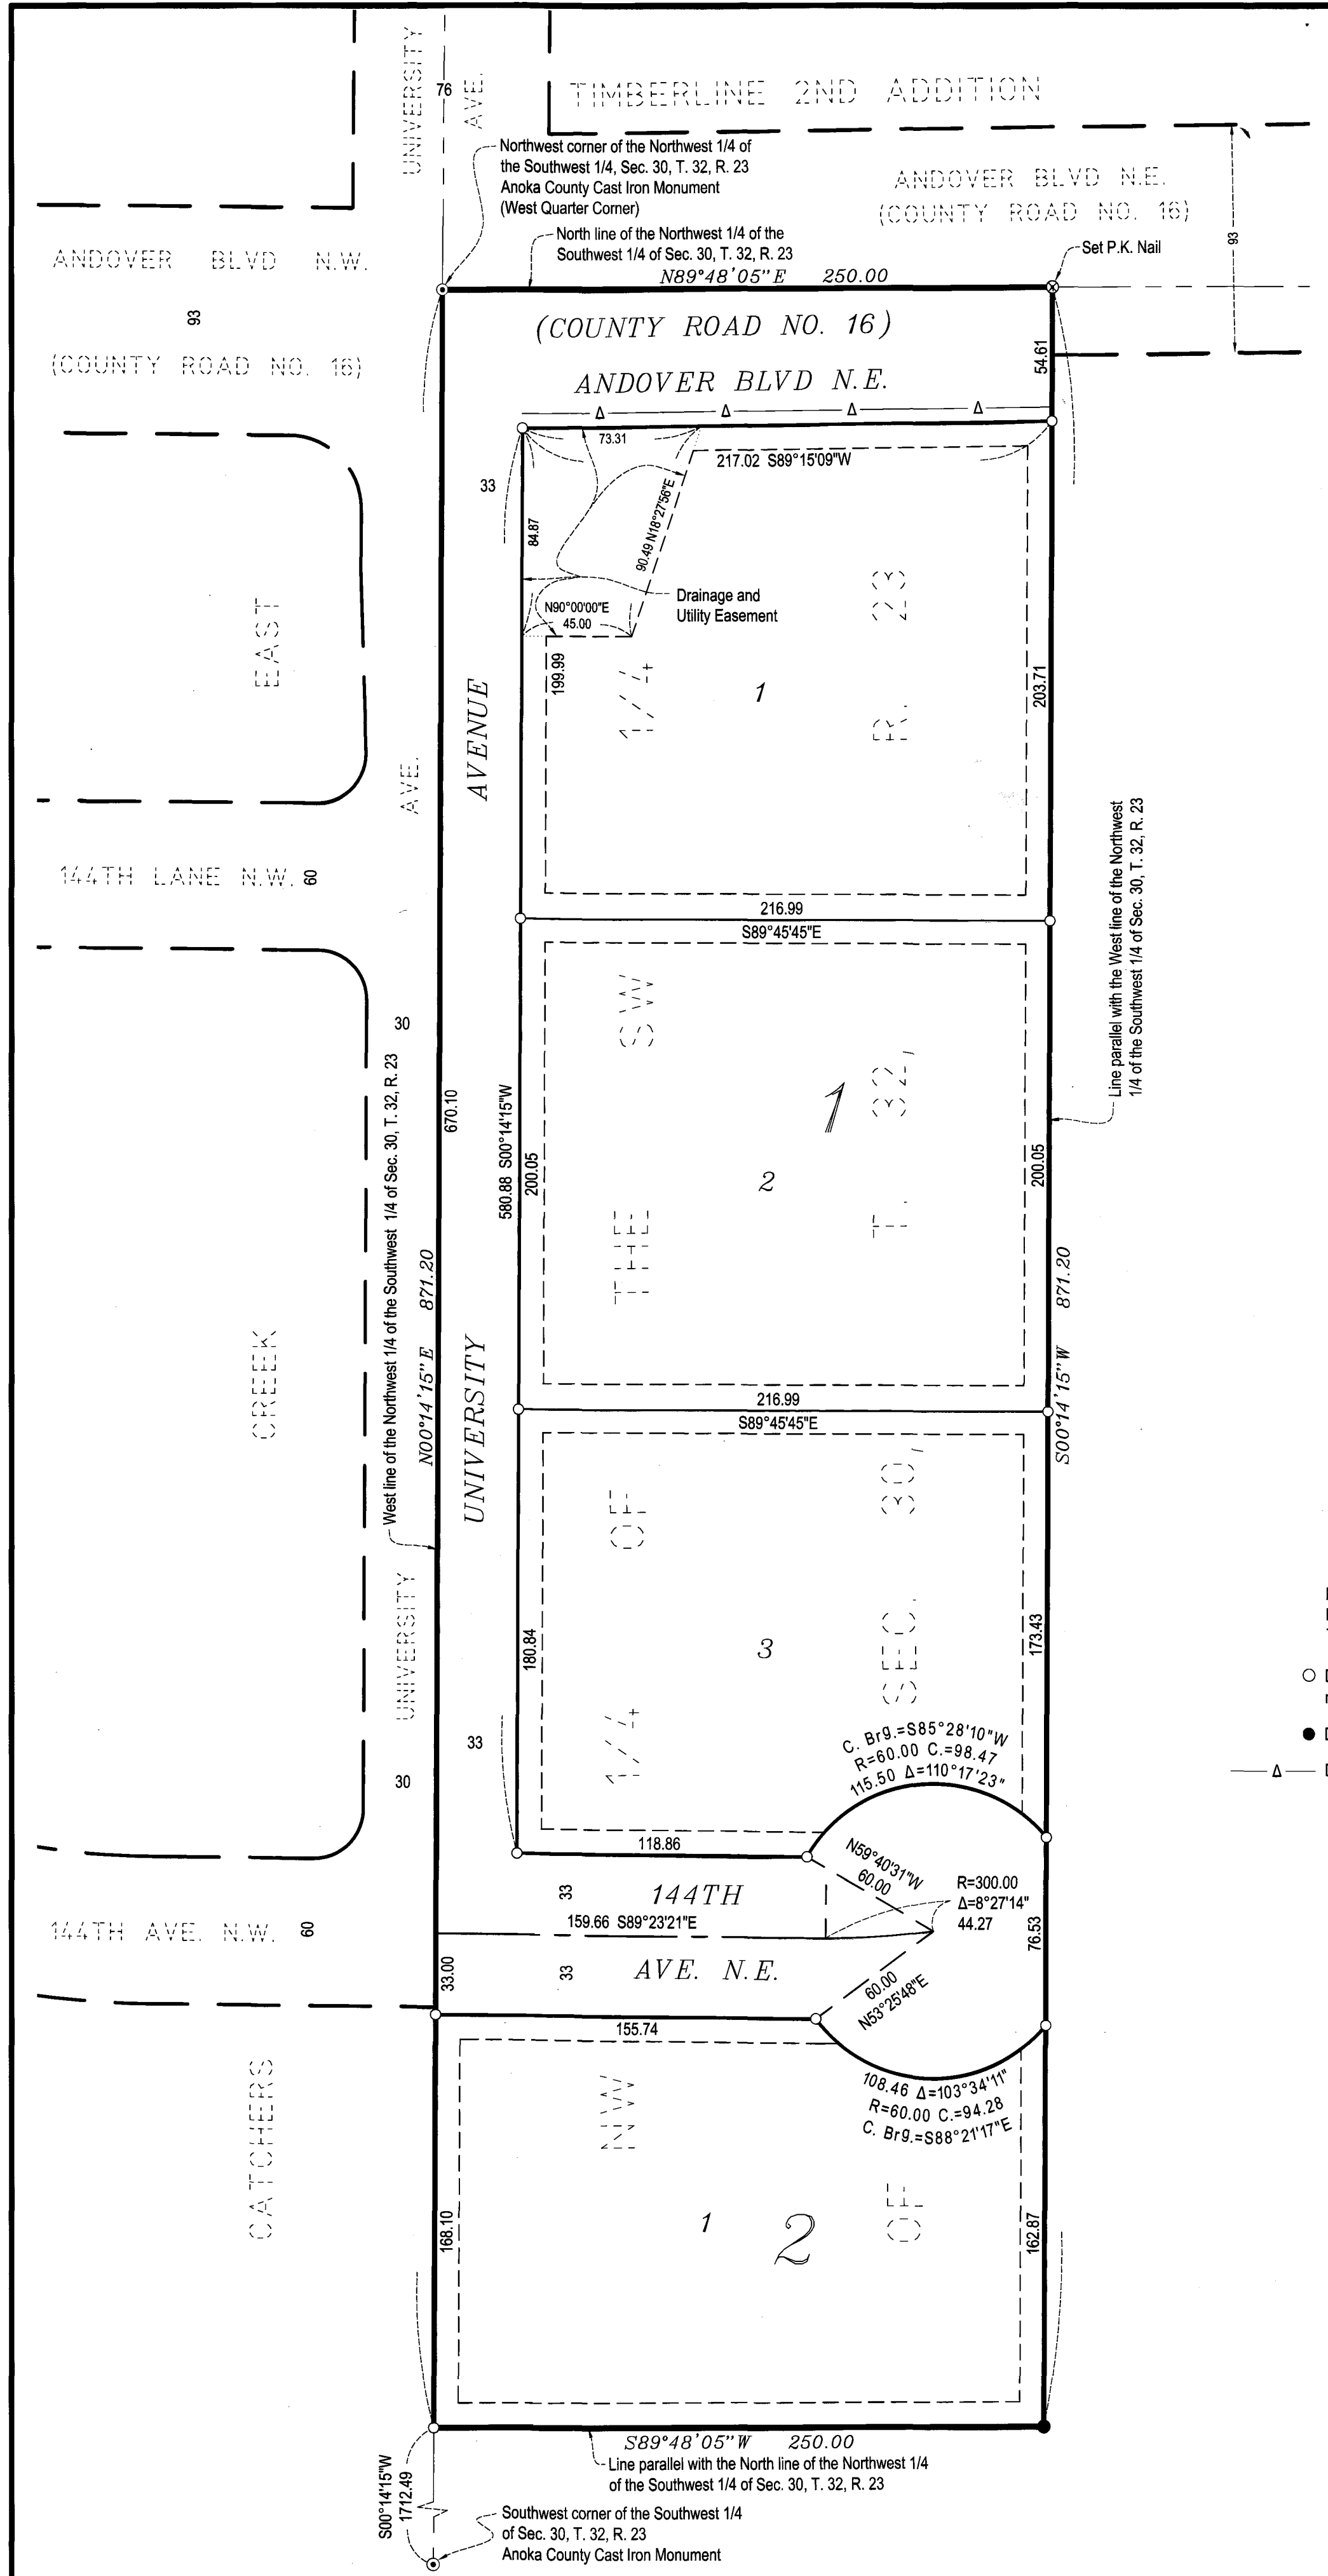 UNIVERSITY
76
AVE.
TIMBERLINE 2ND ADDITION
Northwest corner of the Northwest 1/4 of
the Southwest 1/4, Sec. 30, T. 32, R. 23
Anoka County Cast Iron Monument
(West Quarter Corner)
ANDOVER BLVD N.E.
(COUNTY ROAD NO. 16)
93
ANDOVER BLVD N.W.
93
(COUNTY ROAD NO. 16)
North line of the Northwest 1/4 of the
Southwest 1/4 of Sec. 30, T. 32, R. 23
Set P.K. Nail
N89°48'05"E 250.00
(COUNTY ROAD NO. 16)
ANDOVER BLVD N.E.
54.61
Δ Δ Δ Δ
73.31
217.02 S89°15'09"W
33
84.87
90.49 N18°27'56"E
Drainage and
Utility Easement
N90°00'00"E
45.00
199.99
EAST
1/4
R. 23
1
203.71
AVENUE
AVE.
144TH LANE N.W.
60
216.99
S89°45'45"E
Line parallel with the West line of the Northwest
1/4 of the Southwest 1/4 of Sec. 30, T. 32, R. 23
30
SW
T. 32,
1
West line of the Northwest 1/4 of the Southwest 1/4 of Sec. 30, T. 32, R. 23
670.10
580.88 S00°14'15"W
200.05
2
200.05
THE
N00°14'15"E 871.20
S00°14'15"W 871.20
CREEK
UNIVERSITY
216.99
S89°45'45"E
OF
SEC. 30,
UNIVERSITY
180.84
3
173.43
1/4
33
30
C. Brg.=S85°28'10"W
R=60.00 C.=98.47
115.50 Δ=110°17'23"
118.86
N59°40'31"W
60.00
33
144TH
R=300.00
Δ=8°27'14"
44.27
159.66 S89°23'21"E
144TH AVE. N.W.
60
76.53
33.00
33
AVE. N.E.
60.00
N53°25'48"E
155.74
108.46 Δ=103°34'11"
R=60.00 C.=94.28
C. Brg.=S88°21'17"E
CATCHERS
NW
OF
168.10
1
2
162.87
S89°48'05"W 250.00
Line parallel with the North line of the Northwest 1/4
of the Southwest 1/4 of Sec. 30, T. 32, R. 23
S00°14'15"W
1712.49
Southwest corner of the Southwest 1/4
of Sec. 30, T. 32, R. 23
Anoka County Cast Iron Monument
Δ